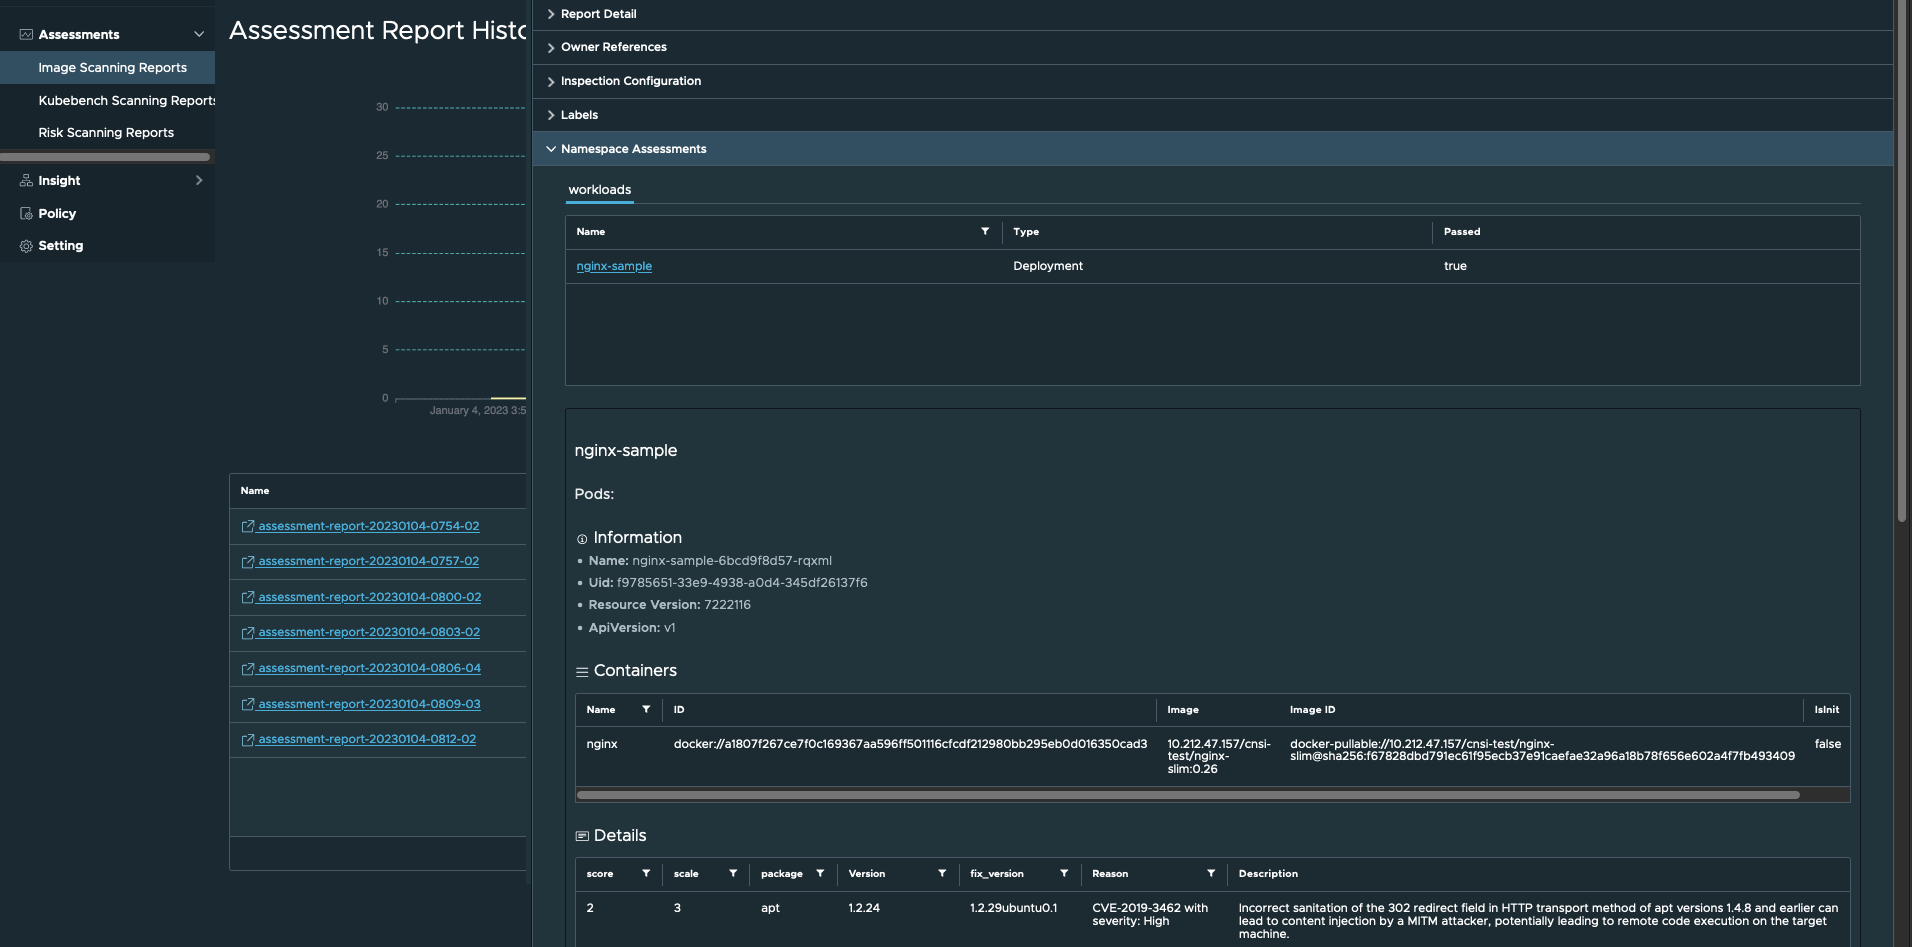 Assessments
Image Scanning Reports
Kubebench Scanning Reports
Risk Scanning Reports
Insight
Policy
Setting
Assessment Report Histo
30
25
20
15
10
5
0
January 4, 2023 3:5
Name
assessment-report-20230104-0754-02
assessment-report-20230104-0757-02
assessment-report-20230104-0800-02
assessment-report-20230104-0803-02
assessment-report-20230104-0806-04
assessment-report-20230104-0809-03
assessment-report-20230104-0812-02
Report Detail
Owner References
Inspection Configuration
Labels
Namespace Assessments
workloads
Name Type Passed
nginx-sample Deployment true
nginx-sample
Pods:
Information
• Name: nginx-sample-6bcd9f8d57-rqxml
• Uid: f9785651-33e9-4938-a0d4-345df26137f6
• Resource Version: 7222116
• ApiVersion: v1
Containers
Name ID Image Image ID IsInit
nginx docker://a1807f267ce7f0c169367aa596ff501116cfcdf212980bb295eb0d016350cad3 10.212.47.157/cnsi- docker-pullable://10.212.47.157/cnsi-test/nginx- false
test/nginx- slim@sha256:f67828dbd791ec61f95ecb37e91caefae32a96a18b78f656e602a4f7fb493409
slim:0.26
Details
score scale package Version fix_version Reason Description
2 3 apt 1.2.24 1.2.29ubuntu0.1 CVE-2019-3462 with Incorrect sanitation of the 302 redirect field in HTTP transport method of apt versions 1.4.8 and earlier can
severity: High lead to content injection by a MITM attacker, potentially leading to remote code execution on the target
machine.